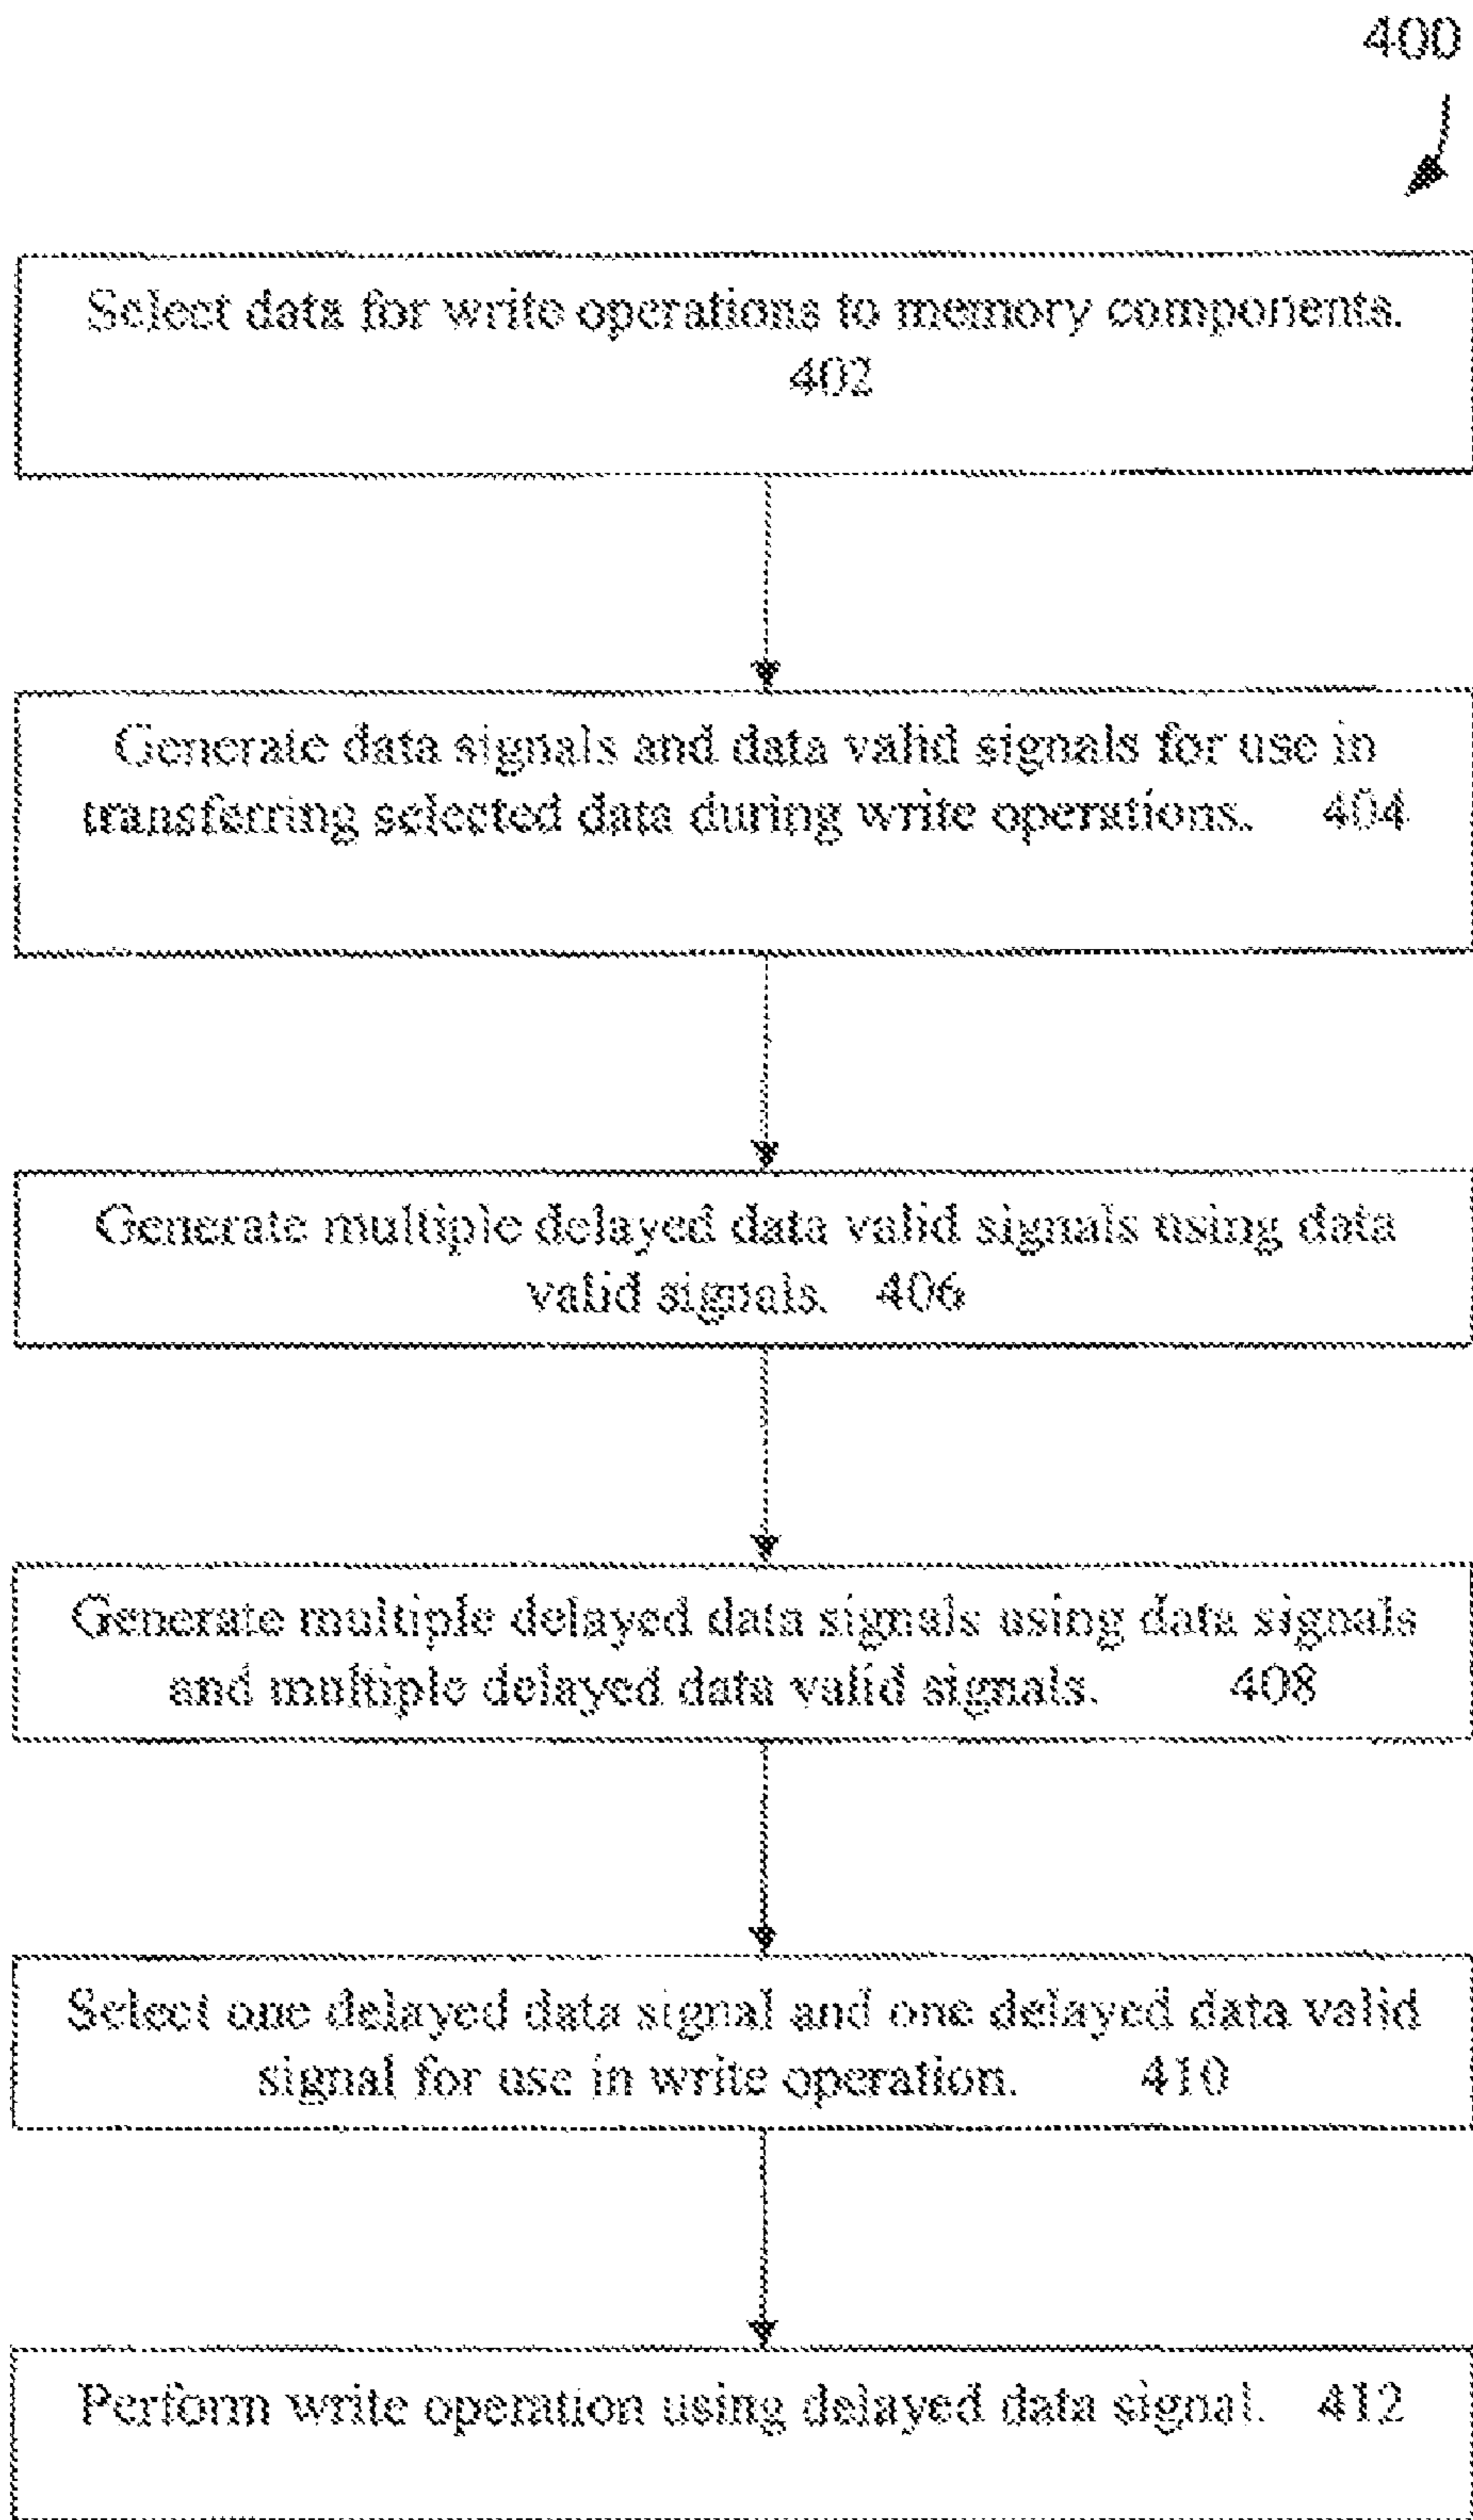 400
Select data for write operations to memory components.
402
Generate data signals and data valid signals for use in
transferring selected data during write operations. 404
Generate multiple delayed data valid signals using data
valid signals. 406
Generate multiple delayed data signals using data signals
and multiple delayed data valid signals. 408
Select one delayed data signal and one delayed data valid
signal for use in write operation. 410
Perform write operation using delayed data signal. 412